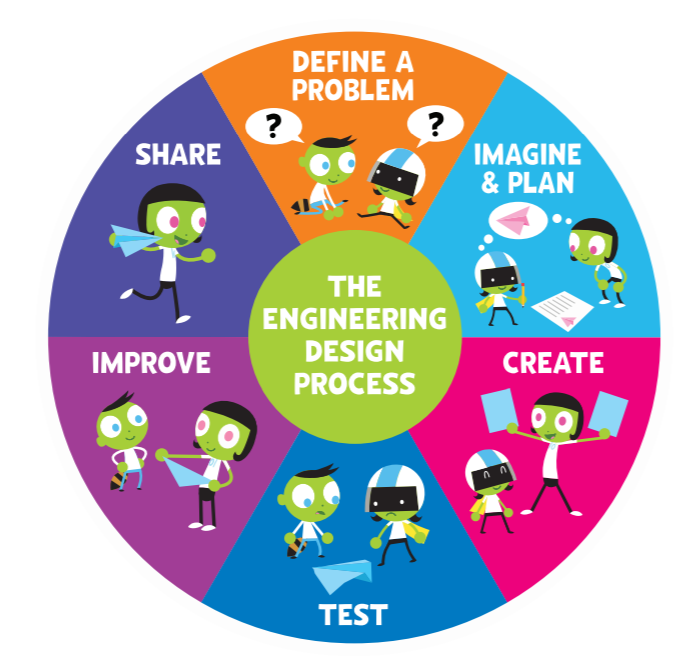 DEFINE A
PROBLEM
?
?
IMAGINE
& PLAN
CREATE
TEST
IMPROVE
SHARE
THE
ENGINEERING
DESIGN
PROCESS